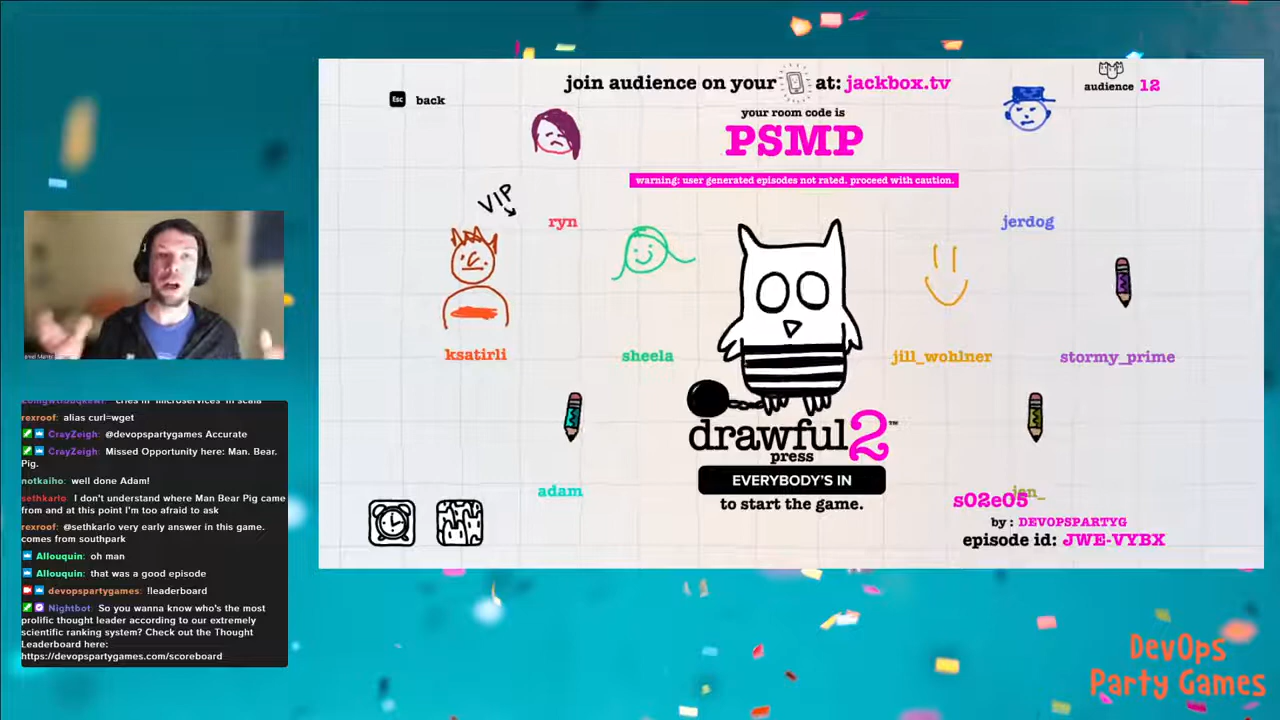 join audience on your at: jackbox.tv
Esc back
audience 12
your room code is
PSMP
warning: user generated episodes not rated. proceed with caution.
VIP
ryn
jerdog
ksatirli
sheela
jill_wohlner
stormy_prime
drawful 2™
press
EVERYBODY'S IN
to start the game.
adam
s02e05
by : DEVOPSPARTYG
episode id: JWE-VYBX
rexroof: alias curl=wget
CrayZeigh: @devopspartygames Accurate
CrayZeigh: Missed Opportunity here: Man. Bear.
Pig.
notkaiho: well done Adam!
sethkarlo: I don't understand where Man Bear Pig came
from and at this point I'm too afraid to ask
rexroof: @sethkarlo very early answer in this game.
comes from southpark
Allouquin: oh man
Allouquin: that was a good episode
devopspartygames: !leaderboard
Nightbot: So you wanna know who's the most
prolific thought leader according to our extremely
scientific ranking system? Check out the Thought
Leaderboard here:
https://devopspartygames.com/scoreboard
DevOps
Party Games